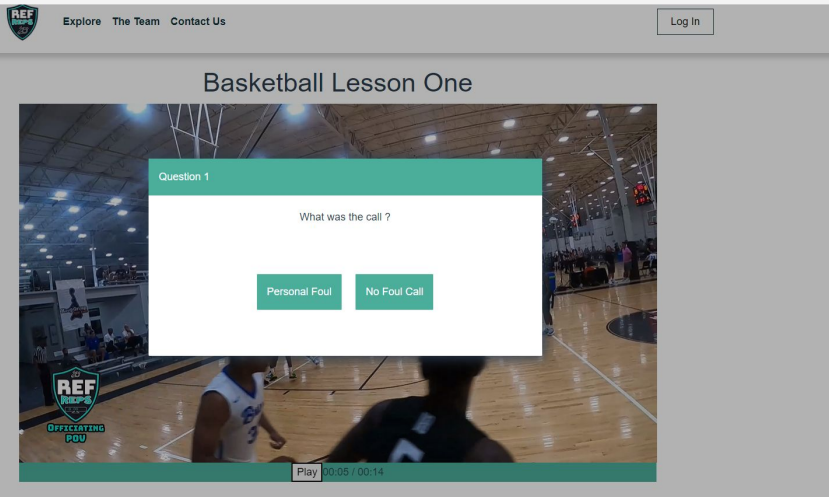 REF
REPS
Explore The Team Contact Us
Log In
Basketball Lesson One
Question 1
What was the call ?
Personal Foul No Foul Call
REF
REPS
OFFICIATING
POV
Play 00:05 / 00:14